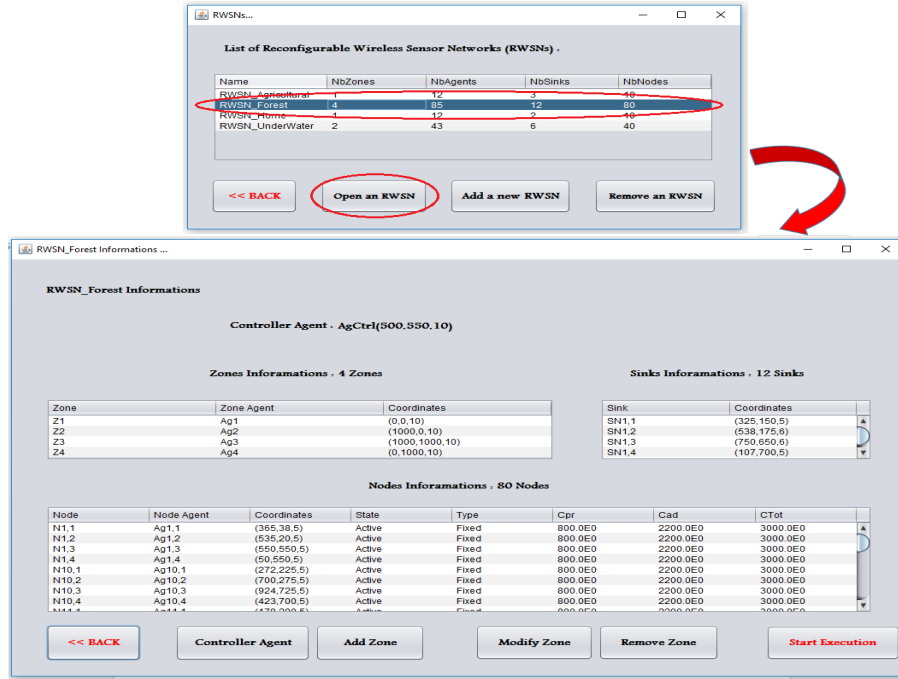 RWSNs...
List of Reconfigurable Wireless Sensor Networks (RWSNs) .
Name NbZones NbAgents NbSinks NbNodes
RWSN_Agricultural 1 12 3 10
RWSN_Forest 4 85 12 80
RWSN_Home 1 12 2 10
RWSN_UnderWater 2 43 6 40
<< BACK Open an RWSN Add a new RWSN Remove an RWSN
RWSN_Forest Informations ...
RWSN_Forest Informations
Controller Agent . AgCtrl(500,550,10)
Zones Inforamations . 4 Zones Sinks Inforamations . 12 Sinks
Zone Zone Agent Coordinates Sink Coordinates
Z1 Ag1 (0,0,10) SN1,1 (325,150,5)
Z2 Ag2 (1000,0,10) SN1,2 (538,175,6)
Z3 Ag3 (1000,1000,10) SN1,3 (750,650,6)
Z4 Ag4 (0,1000,10) SN1,4 (107,700,5)
Nodes Inforamations . 80 Nodes
Node Node Agent Coordinates State Type Cpr Cad CTot
N1,1 Ag1,1 (365,38,5) Active Fixed 800.0E0 2200.0E0 3000.0E0
N1,2 Ag1,2 (535,20,5) Active Fixed 800.0E0 2200.0E0 3000.0E0
N1,3 Ag1,3 (550,550,5) Active Fixed 800.0E0 2200.0E0 3000.0E0
N1,4 Ag1,4 (50,550,5) Active Fixed 800.0E0 2200.0E0 3000.0E0
N10,1 Ag10,1 (272,225,5) Active Fixed 800.0E0 2200.0E0 3000.0E0
N10,2 Ag10,2 (700,275,5) Active Fixed 800.0E0 2200.0E0 3000.0E0
N10,3 Ag10,3 (924,725,5) Active Fixed 800.0E0 2200.0E0 3000.0E0
N10,4 Ag10,4 (423,700,5) Active Fixed 800.0E0 2200.0E0 3000.0E0
<< BACK Controller Agent Add Zone Modify Zone Remove Zone Start Execution